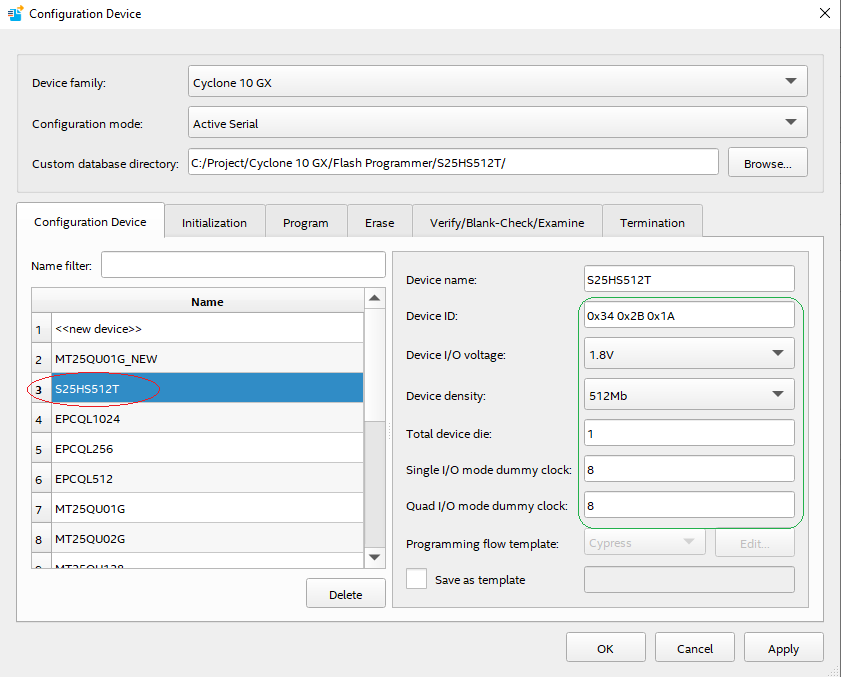 Configuration Device
Device family: Cyclone 10 GX
Configuration mode: Active Serial
Custom database directory: C:/Project/Cyclone 10 GX/Flash Programmer/S25HS512T/ Browse...
Configuration Device Initialization Program Erase Verify/Blank-Check/Examine Termination
Name filter:
Name
1 <<new device>>
2 MT25QU01G_NEW
3 S25HS512T
4 EPCQL1024
5 EPCQL256
6 EPCQL512
7 MT25QU01G
8 MT25QU02G
9 MT25QU128
Delete
Device name: S25HS512T
Device ID: 0x34 0x2B 0x1A
Device I/O voltage: 1.8V
Device density: 512Mb
Total device die: 1
Single I/O mode dummy clock: 8
Quad I/O mode dummy clock: 8
Programming flow template: Cypress Edit...
Save as template
OK Cancel Apply